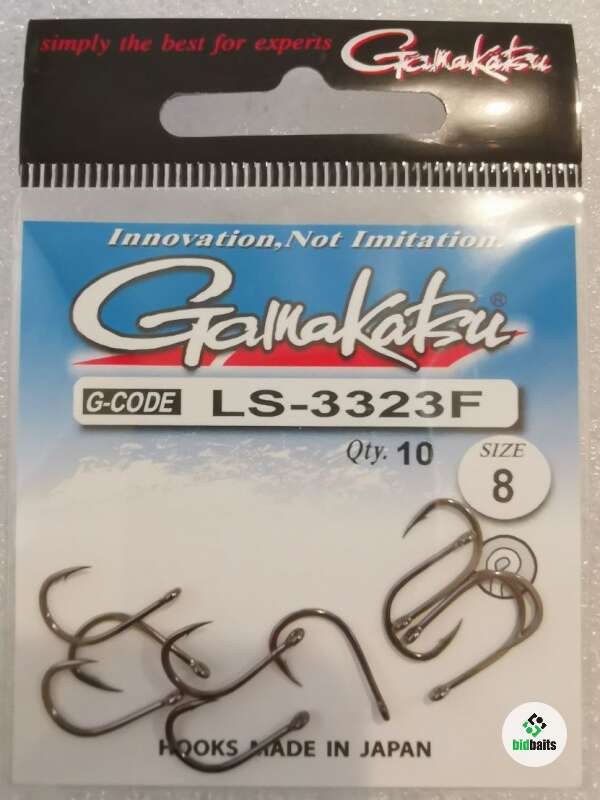 simply the best for experts Gamakatsu
Innovation, Not Imitation.
Gamakatsu®
G-CODE LS-3323F
Qty. 10
SIZE
8
HOOKS MADE IN JAPAN
bidbaits